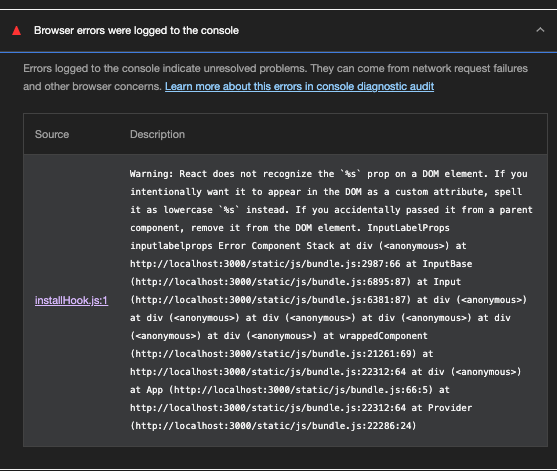 Browser errors were logged to the console
Errors logged to the console indicate unresolved problems. They can come from network request failures
and other browser concerns. Learn more about this errors in console diagnostic audit
Source
Description
installHook.js:1
Warning: React does not recognize the `%s` prop on a DOM element. If you
intentionally want it to appear in the DOM as a custom attribute, spell
it as lowercase `%s` instead. If you accidentally passed it from a parent
component, remove it from the DOM element. InputLabelProps
inputlabelprops Error Component Stack at div (<anonymous>) at
http://localhost:3000/static/js/bundle.js:2987:66 at InputBase
(http://localhost:3000/static/js/bundle.js:6895:87) at Input
(http://localhost:3000/static/js/bundle.js:6381:87) at div (<anonymous>)
at div (<anonymous>) at div (<anonymous>) at div (<anonymous>) at div
(<anonymous>) at div (<anonymous>) at wrappedComponent
(http://localhost:3000/static/js/bundle.js:21261:69) at
http://localhost:3000/static/js/bundle.js:22312:64 at div (<anonymous>)
at App (http://localhost:3000/static/js/bundle.js:66:5) at
http://localhost:3000/static/js/bundle.js:22312:64 at Provider
(http://localhost:3000/static/js/bundle.js:22286:24)